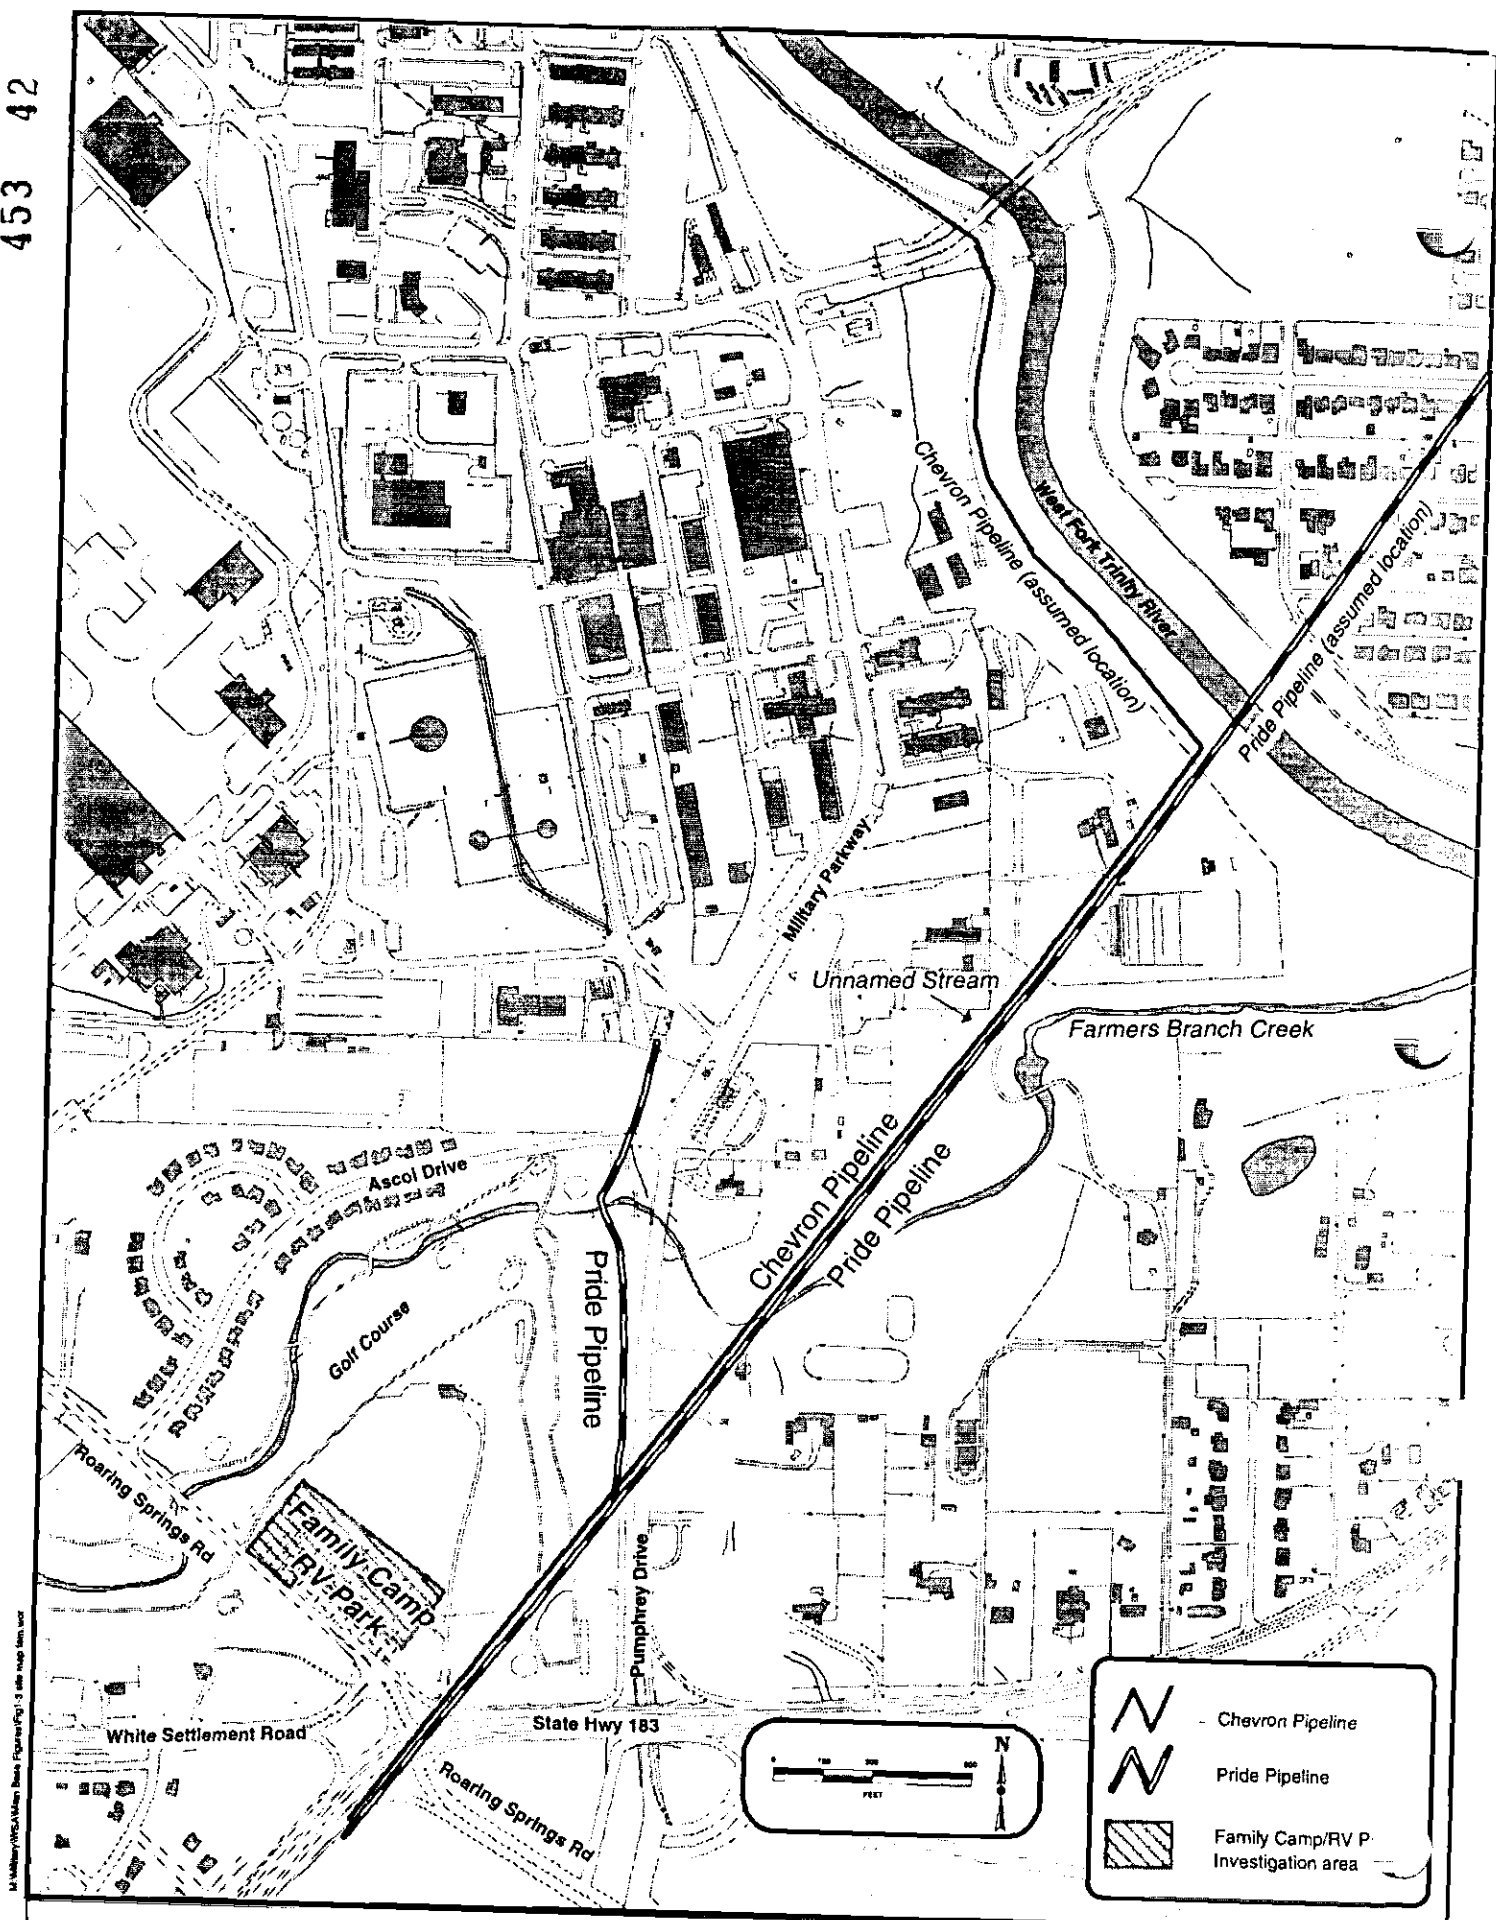 453 42
Chevron Pipeline (assumed location)
West Fork Trinity River
Pride Pipeline (assumed location)
Military Parkway
Unnamed Stream
Farmers Branch Creek
Ascol Drive
Chevron Pipeline
Pride Pipeline
Pride Pipeline
Golf Course
Roaring Springs Rd
Family Camp
RV Park
Pumphrey Drive
White Settlement Road
State Hwy 183
Roaring Springs Rd
N
FEET
Chevron Pipeline
Pride Pipeline
Family Camp/RV P
Investigation area